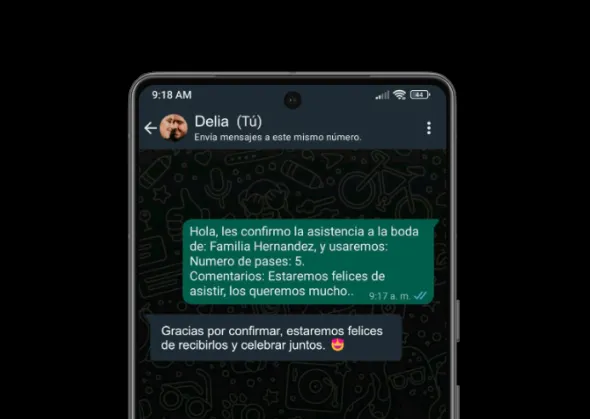 9:18 AM
44
Delia (Tú)
Envía mensajes a este mismo número.
Hola, les confirmo la asistencia a la boda
de: Familia Hernandez, y usaremos:
Numero de pases: 5.
Comentarios: Estaremos felices de
asistir, los queremos mucho..
9:17 a. m.
Gracias por confirmar, estaremos felices
de recibirlos y celebrar juntos. 😍